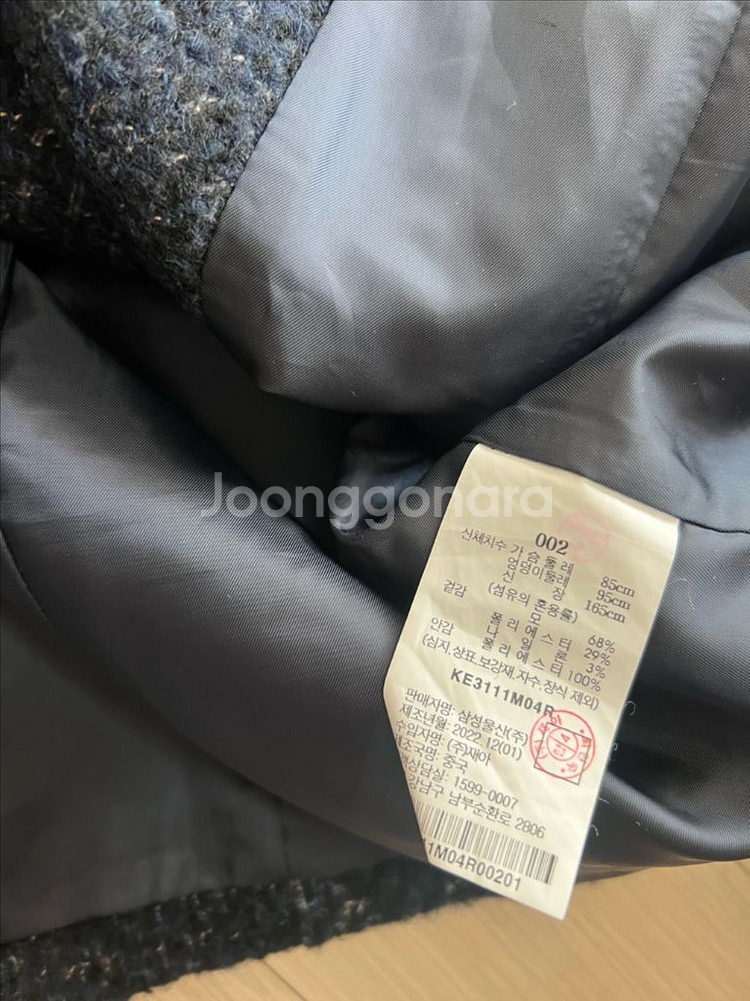 Joonggonara
002
신체치수 가슴둘레 85cm
엉덩이둘레 95cm
신장 165cm
겉감 (섬유의 혼용률)
폴리에스터 68%
모 29%
나일론 3%
안감 폴리에스터 100%
(심지,상표,보강재,자수,장식 제외)
KE3111M04R
판매자명: 삼성물산(주)
제조년월: 2022.12(01)
수입자명: (주)재아
제조국명: 중국
상담실: 1599-0007
강남구 남부순환로 2806
11M04R00201